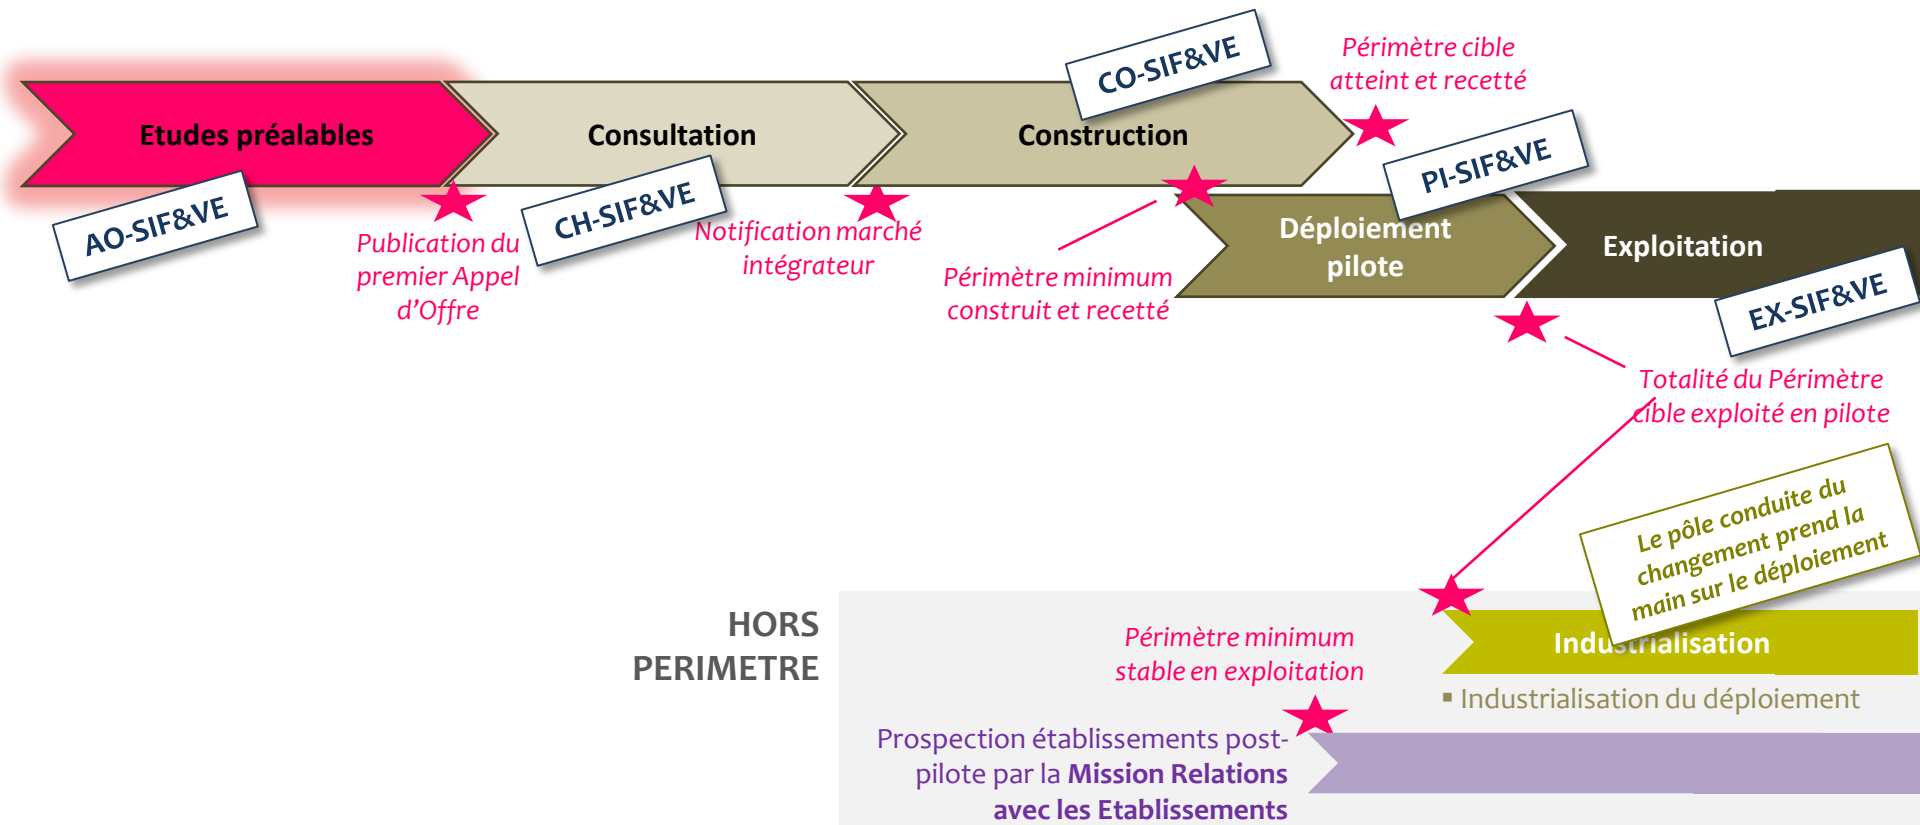 Etudes préalables
Consultation
Construction
CO-SIF&VE
Périmètre cible
atteint et recetté
AO-SIF&VE
Publication du
premier Appel
d’Offre
CH-SIF&VE
Notification marché
intégrateur
Périmètre minimum
construit et recetté
PI-SIF&VE
Déploiement
pilote
Exploitation
EX-SIF&VE
Totalité du Périmètre
cible exploité en pilote
Le pôle conduite du
changement prend la
main sur le déploiement
HORS
PERIMETRE
Périmètre minimum
stable en exploitation
Industrialisation
▪ Industrialisation du déploiement
Prospection établissements post-
pilote par la Mission Relations
avec les Etablissements